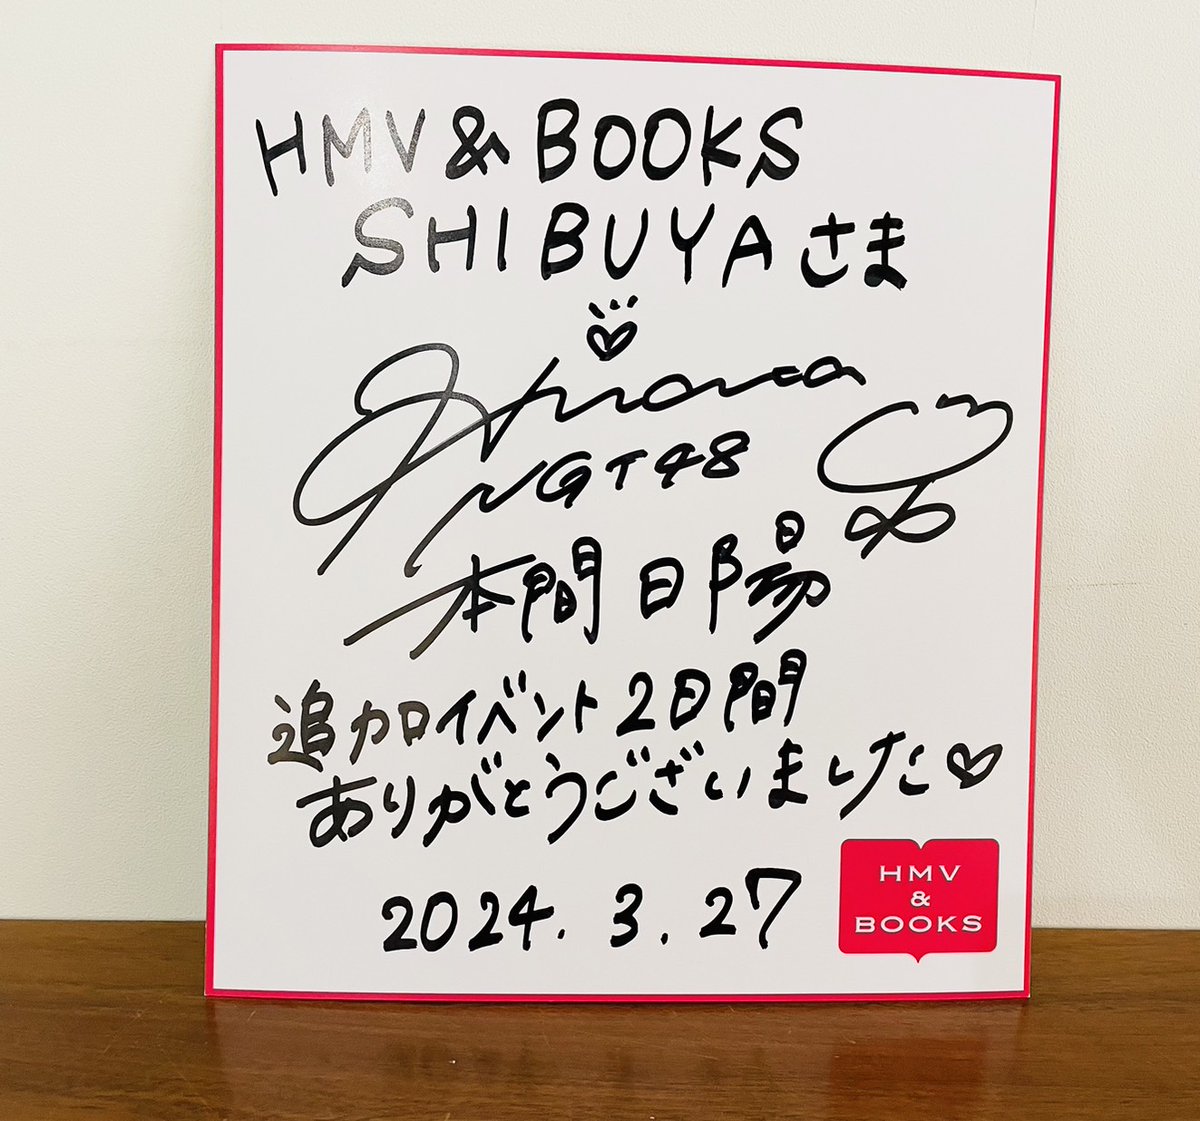 HMV & BOOKS
SHIBUYAさま
NGT48
本間日陽
追加イベント2日間
ありがとうございました
2024.3.27
HMV
&
BOOKS